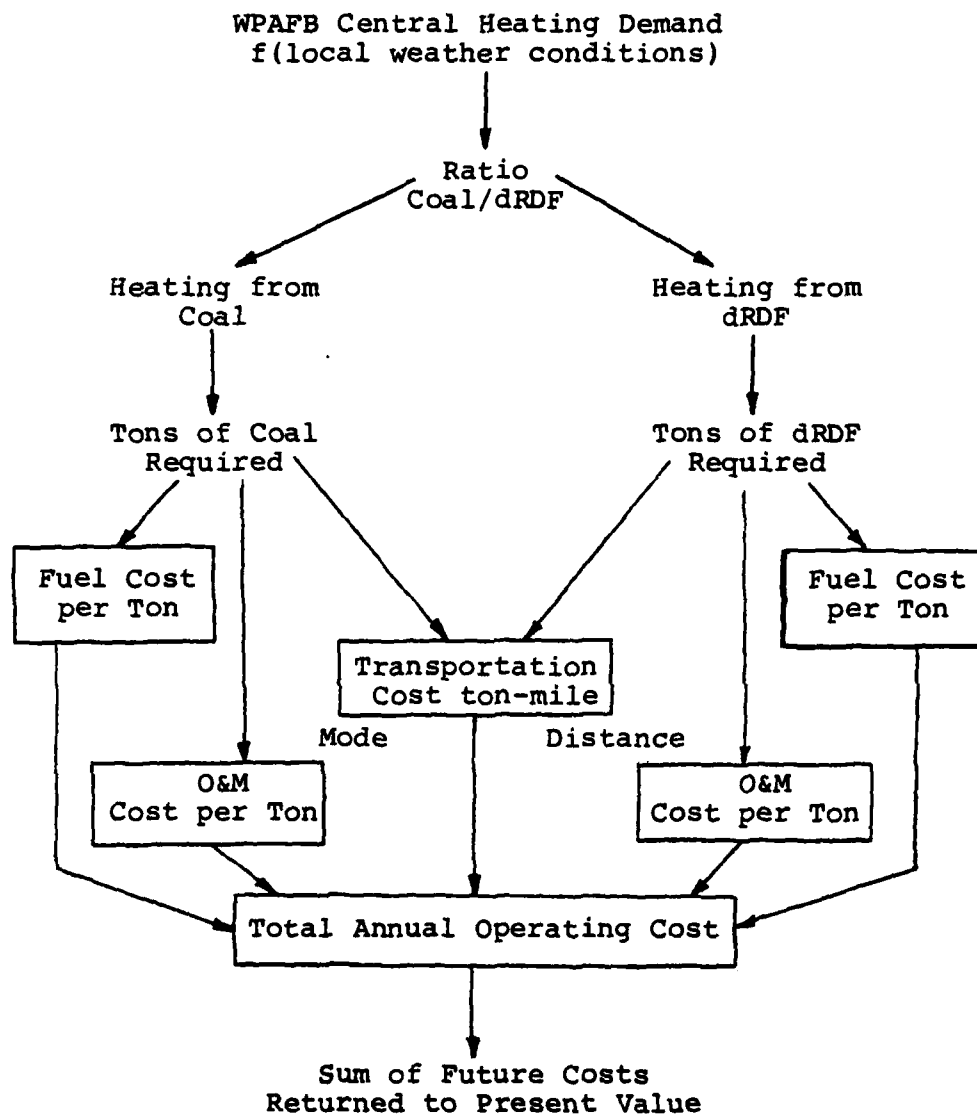 WPAFB Central Heating Demand
f(local weather conditions)
Ratio
Coal/dRDF
Heating from
Coal
Heating from
dRDF
Tons of Coal
Required
Tons of dRDF
Required
Fuel Cost
per Ton
Fuel Cost
per Ton
Transportation
Cost ton-mile
Mode
Distance
O&M
Cost per Ton
O&M
Cost per Ton
Total Annual Operating Cost
Sum of Future Costs
Returned to Present Value